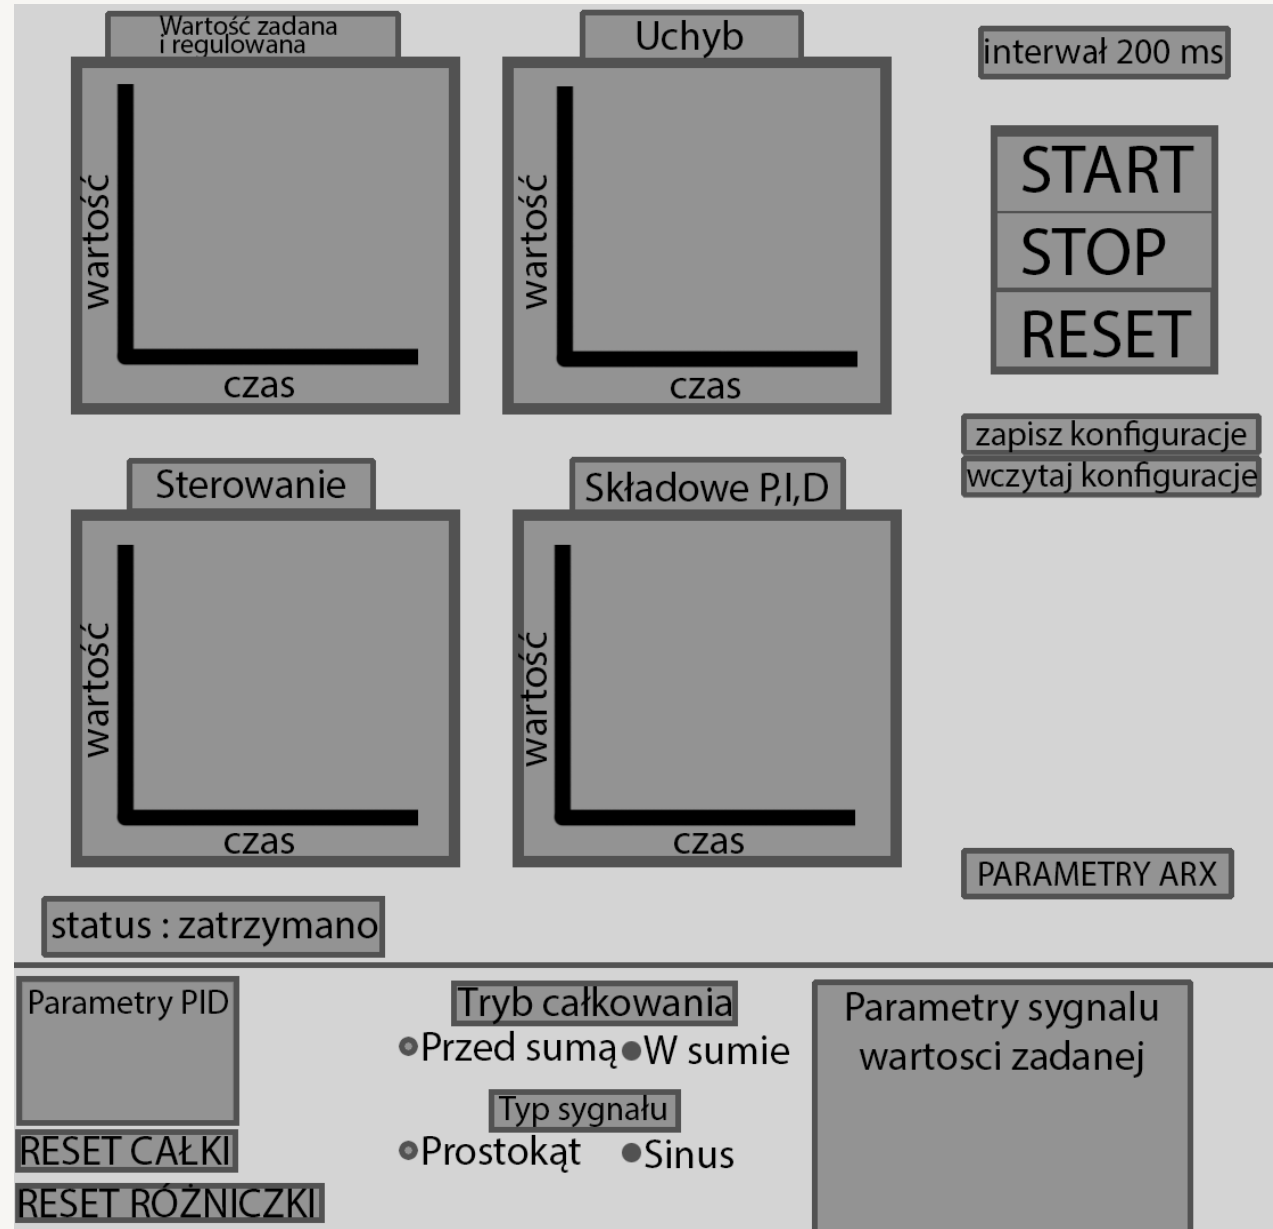 Wartość zadana
i regulowana
Uchyb
interwał 200 ms
wartość
czas
wartość
czas
START
STOP
RESET
zapisz konfiguracje
wczytaj konfiguracje
Sterowanie
Składowe P,I,D
wartość
czas
wartość
czas
PARAMETRY ARX
status : zatrzymano
Parametry PID
RESET CAŁKI
RESET RÓŻNICZKI
Tryb całkowania
Przed sumą W sumie
Typ sygnału
Prostokąt Sinus
Parametry sygnalu
wartosci zadanej